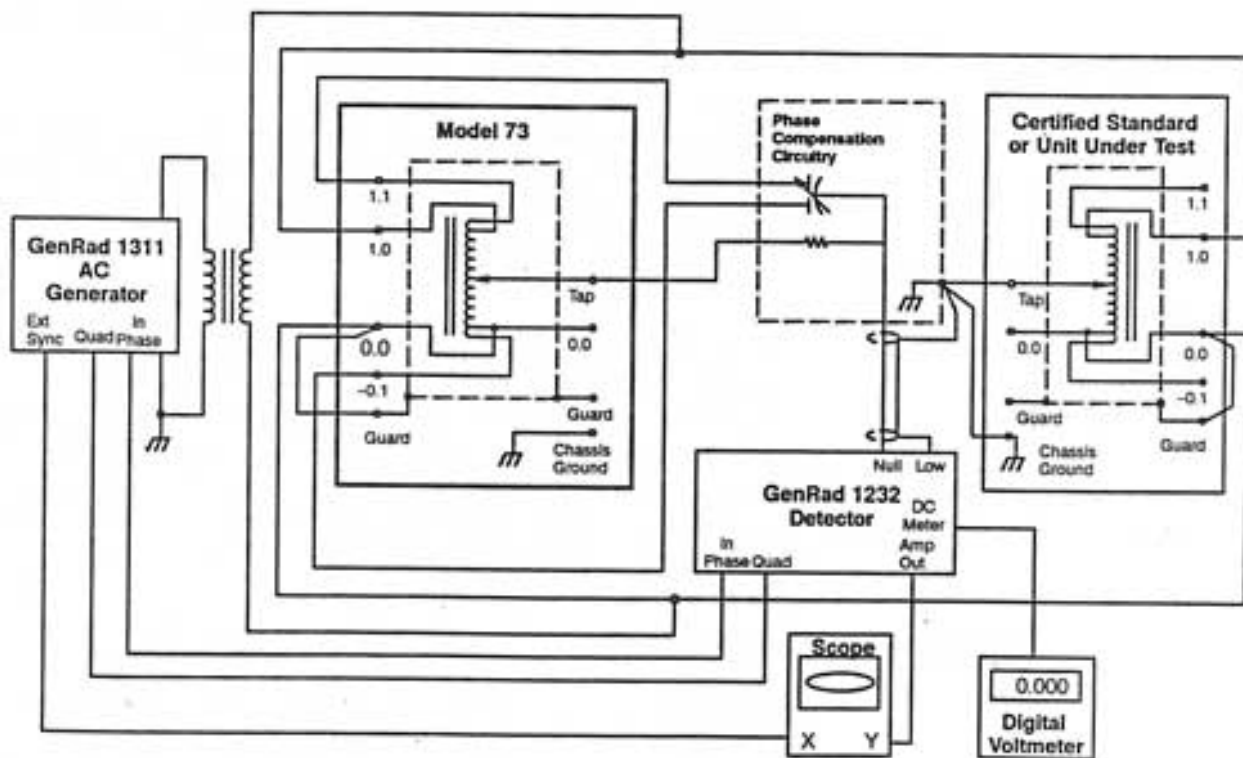 Model 73
1.1
1.0
Tap
0.0
0.0
−0.1
Guard
Guard
Chassis
Ground
Phase
Compensation
Circuitry
Certified Standard
or Unit Under Test
1.1
1.0
Tap
0.0
0.0
−0.1
Guard
Guard
Chassis
Ground
GenRad 1311
AC
Generator
Ext
Sync
Quad
In
Phase
Null
Low
GenRad 1232
Detector
DC
Meter
Amp
Out
In
Phase
Quad
Scope
X
Y
0.000
Digital
Voltmeter